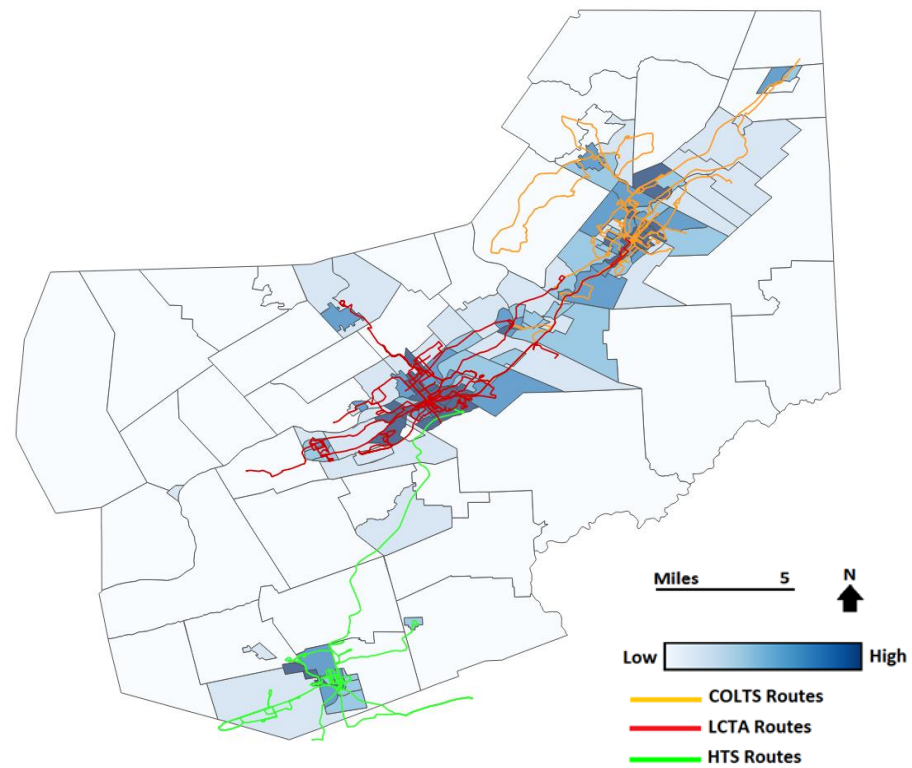 Miles 5 N
Low High
COLTS Routes
LCTA Routes
HTS Routes